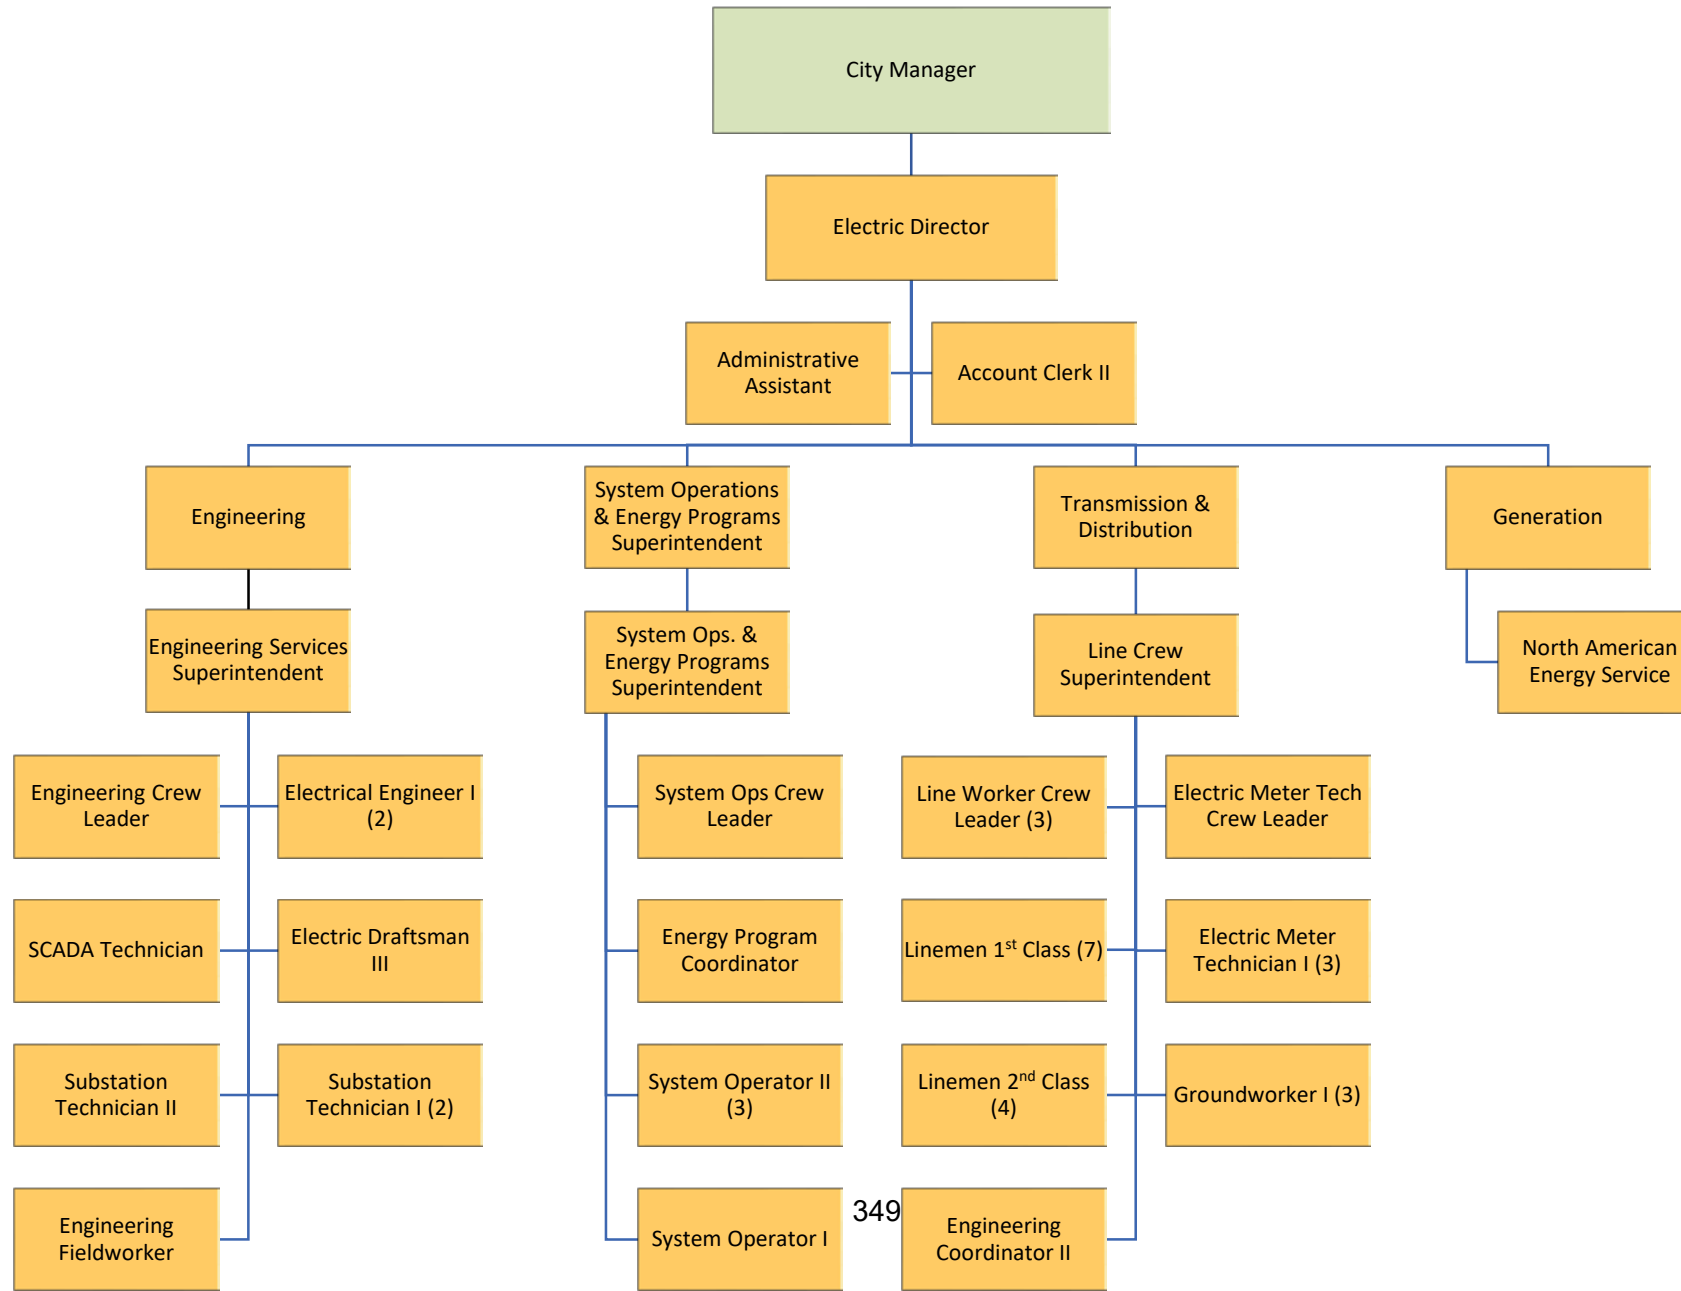 City Manager
Electric Director
Administrative
Assistant
Account Clerk II
Engineering
System Operations
& Energy Programs
Superintendent
Transmission &
Distribution
Generation
Engineering Services
Superintendent
System Ops. &
Energy Programs
Superintendent
Line Crew
Superintendent
North American
Energy Service
Engineering Crew
Leader
Electrical Engineer I
(2)
System Ops Crew
Leader
Line Worker Crew
Leader (3)
Electric Meter Tech
Crew Leader
SCADA Technician
Electric Draftsman
III
Energy Program
Coordinator
Linemen 1st Class (7)
Electric Meter
Technician I (3)
Substation
Technician II
Substation
Technician I (2)
System Operator II
(3)
Linemen 2nd Class
(4)
Groundworker I (3)
Engineering
Fieldworker
System Operator I
349
Engineering
Coordinator II